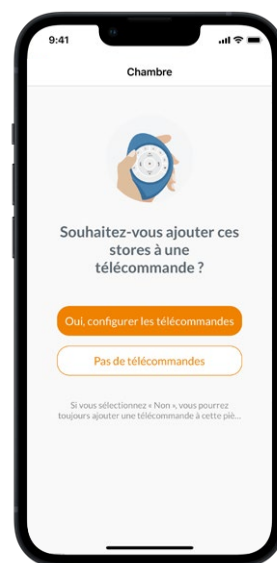 9:41
Chambre
Souhaitez-vous ajouter ces
stores à une
télécommande ?
Oui, configurer les télécommandes
Pas de télécommandes
Si vous sélectionnez « Non », vous pourrez
toujours ajouter une télécommande à cette piè...